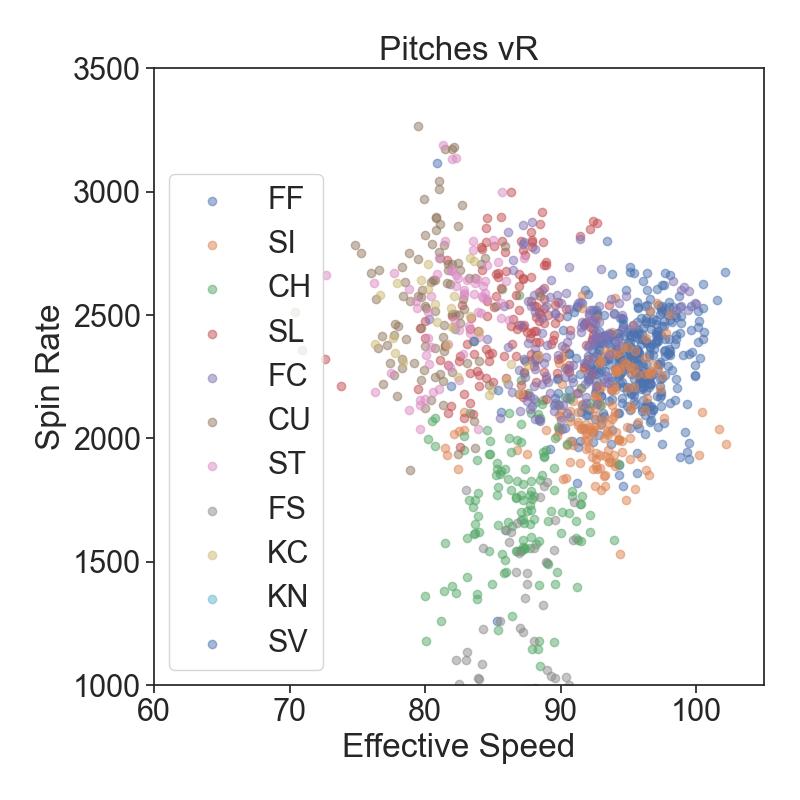 Pitches vR
3500
3000
2500
2000
1500
1000
Spin Rate
FF
SI
CH
SL
FC
CU
ST
FS
KC
KN
SV
60 70 80 90 100
Effective Speed